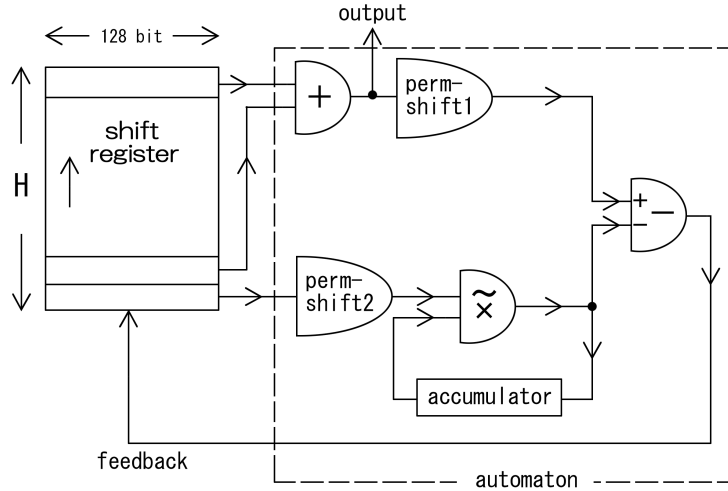 output
128 bit
perm-
shift1
+
shift
register
H
+
−
−
perm-
shift2
~
×
accumulator
feedback
automaton